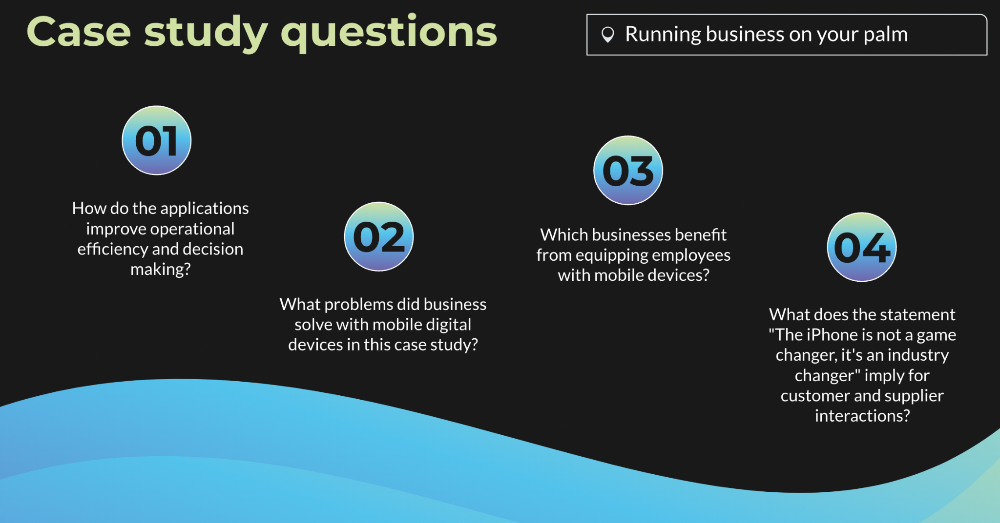 Case study questions
Running business on your palm
01
How do the applications
improve operational
efficiency and decision
making?
02
What problems did business
solve with mobile digital
devices in this case study?
03
Which businesses benefit
from equipping employees
with mobile devices?
04
What does the statement
"The iPhone is not a game
changer, it's an industry
changer" imply for
customer and supplier
interactions?